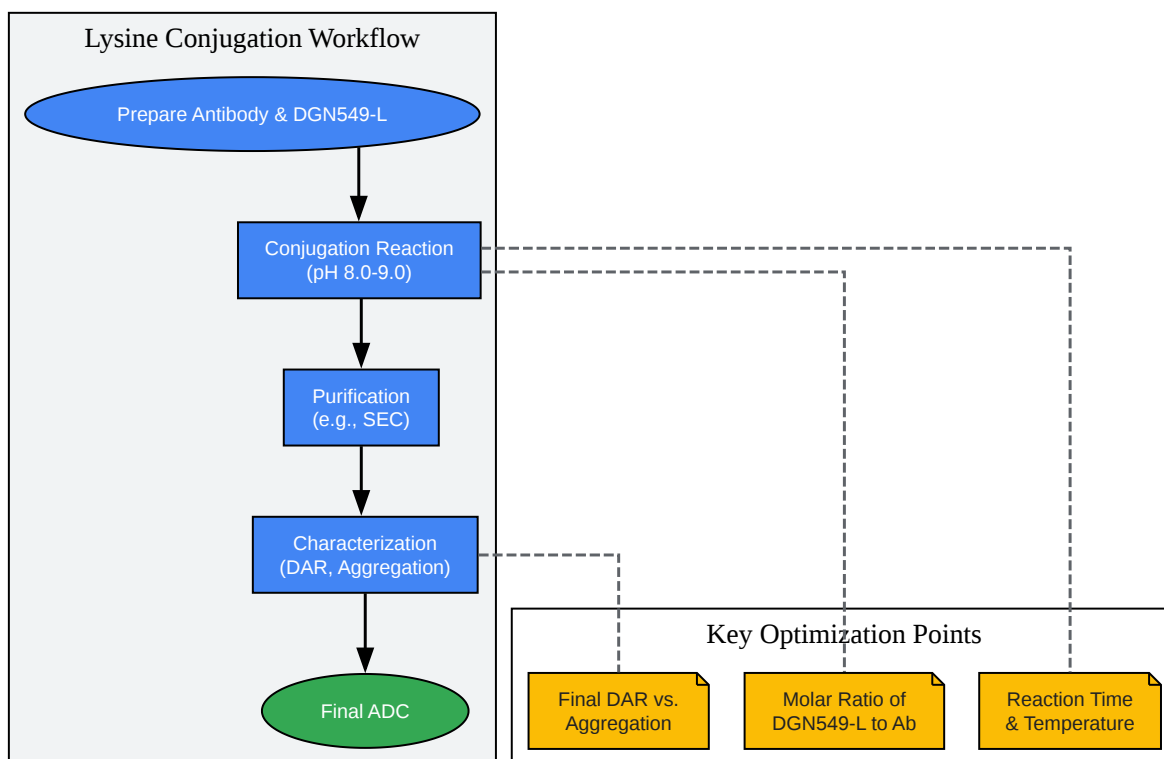 Lysine Conjugation Workflow
Prepare Antibody & DGN549-L
Conjugation Reaction
(pH 8.0-9.0)
Purification
(e.g., SEC)
Characterization
(DAR, Aggregation)
Final ADC
Key Optimization Points
Final DAR vs.
Aggregation
Molar Ratio of
DGN549-L to Ab
Reaction Time
& Temperature